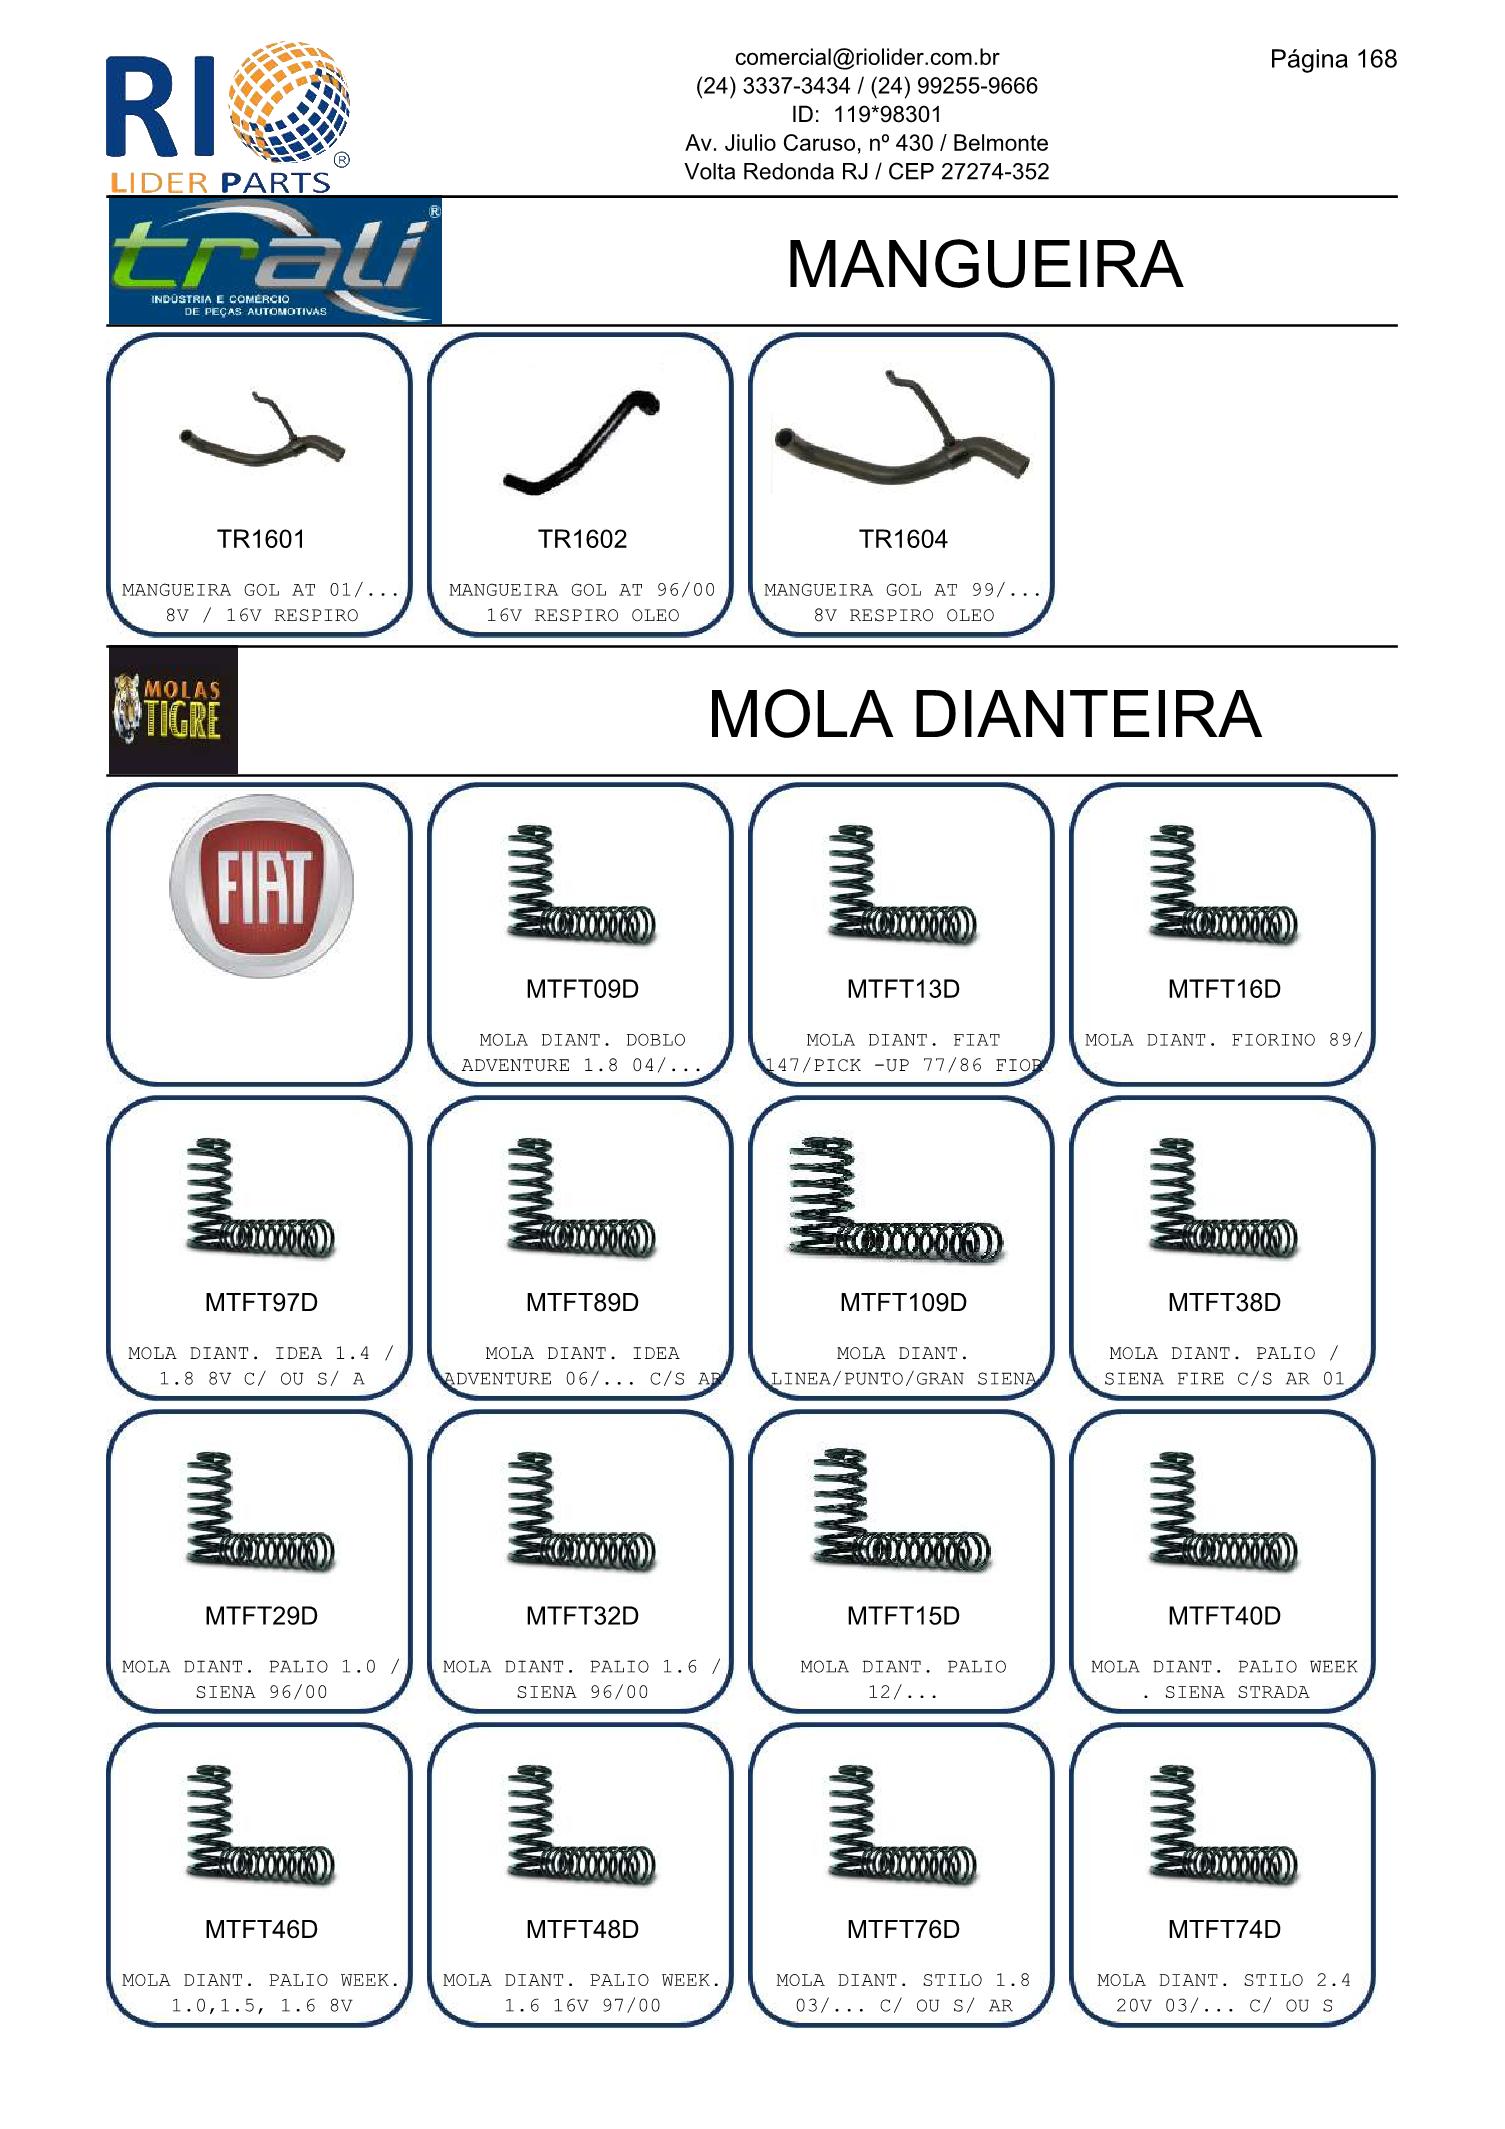 RIO
®
LIDER PARTS
comercial@riolider.com.br
(24) 3337-3434 / (24) 99255-9666
ID: 119*98301
Av. Jiulio Caruso, nº 430 / Belmonte
Volta Redonda RJ / CEP 27274-352
Página 168
trali®
INDÚSTRIA E COMÉRCIO
DE PEÇAS AUTOMOTIVAS
MANGUEIRA
TR1601
MANGUEIRA GOL AT 01/...
8V / 16V RESPIRO
TR1602
MANGUEIRA GOL AT 96/00
16V RESPIRO OLEO
TR1604
MANGUEIRA GOL AT 99/...
8V RESPIRO OLEO
MOLAS
TIGRE
MOLA DIANTEIRA
FIAT
MTFT09D
MOLA DIANT. DOBLO
ADVENTURE 1.8 04/...
MTFT13D
MOLA DIANT. FIAT
147/PICK -UP 77/86 FIOR
MTFT16D
MOLA DIANT. FIORINO 89/
MTFT97D
MOLA DIANT. IDEA 1.4 /
1.8 8V C/ OU S/ A
MTFT89D
MOLA DIANT. IDEA
ADVENTURE 06/... C/S AR
MTFT109D
MOLA DIANT.
LINEA/PUNTO/GRAN SIENA
MTFT38D
MOLA DIANT. PALIO /
SIENA FIRE C/S AR 01
MTFT29D
MOLA DIANT. PALIO 1.0 /
SIENA 96/00
MTFT32D
MOLA DIANT. PALIO 1.6 /
SIENA 96/00
MTFT15D
MOLA DIANT. PALIO
12/...
MTFT40D
MOLA DIANT. PALIO WEEK
. SIENA STRADA
MTFT46D
MOLA DIANT. PALIO WEEK.
1.0,1.5, 1.6 8V
MTFT48D
MOLA DIANT. PALIO WEEK.
1.6 16V 97/00
MTFT76D
MOLA DIANT. STILO 1.8
03/... C/ OU S/ AR
MTFT74D
MOLA DIANT. STILO 2.4
20V 03/... C/ OU S